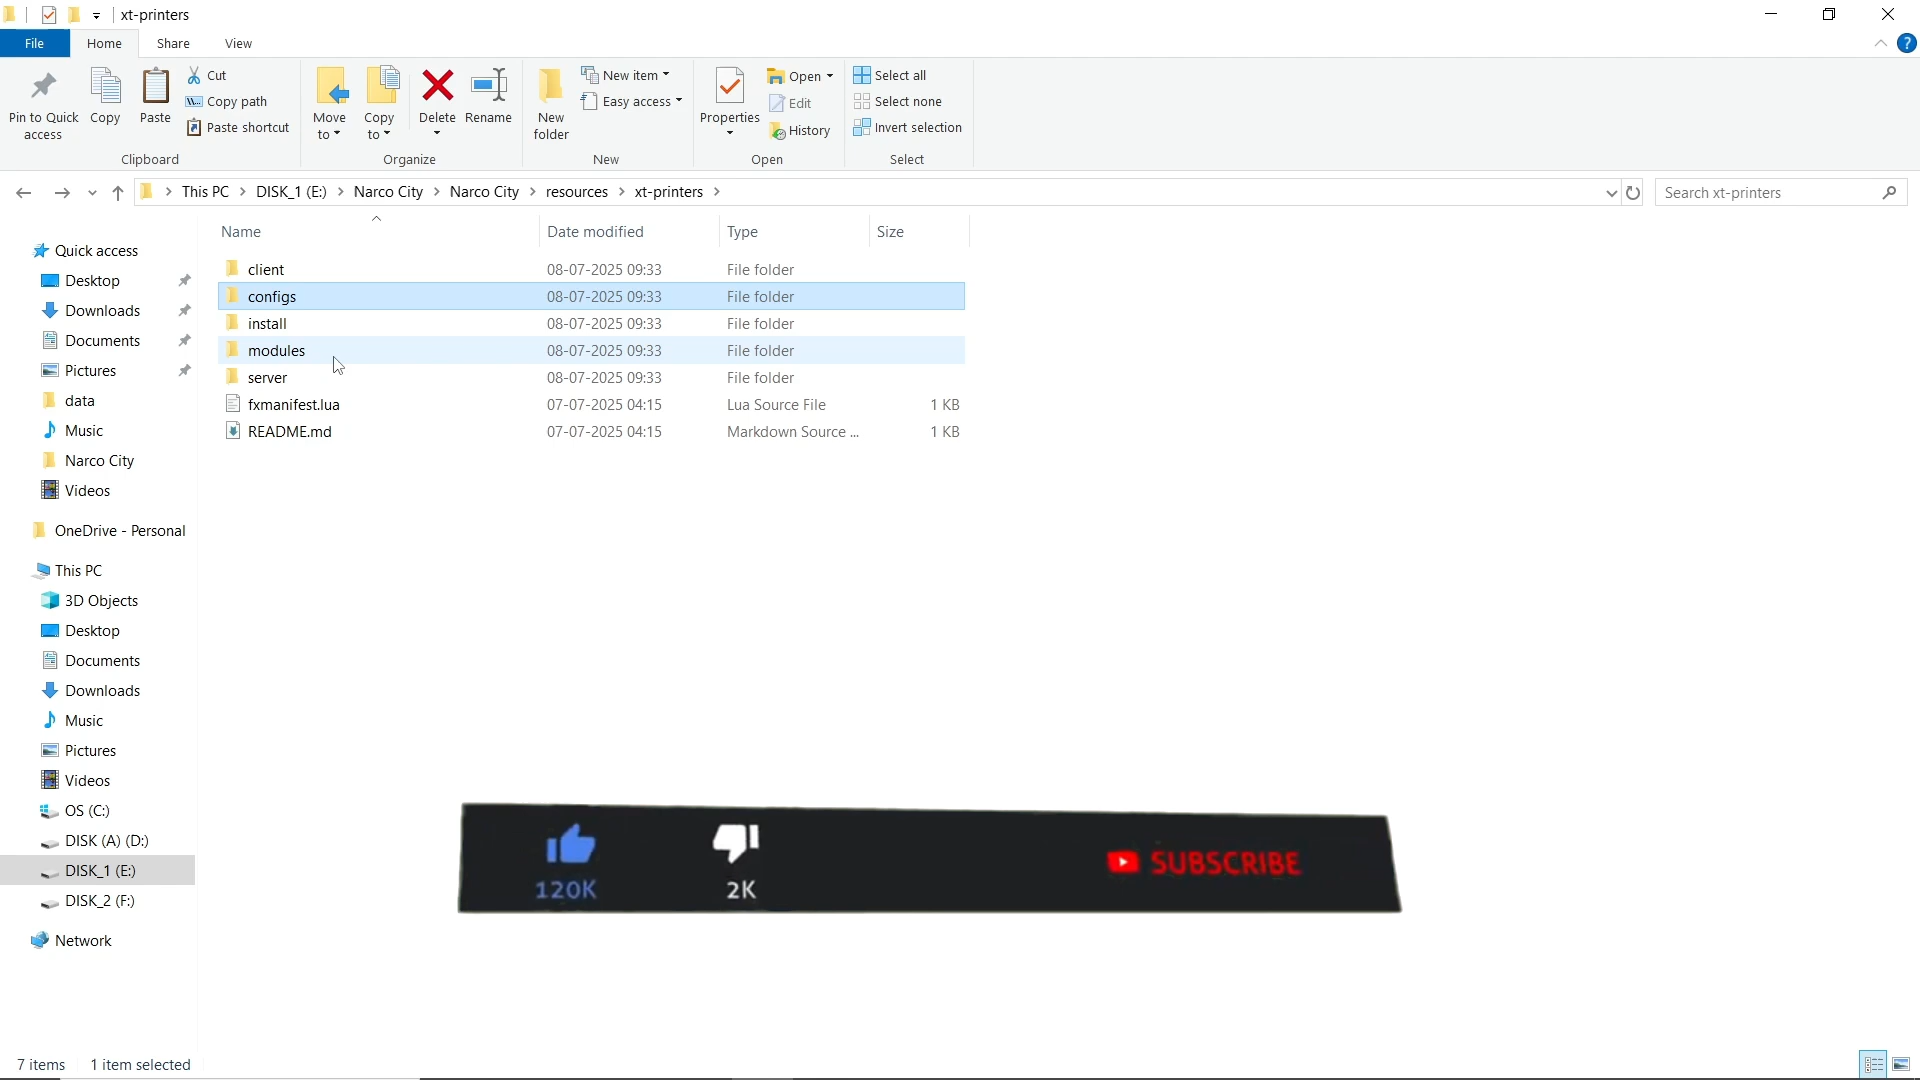 xt-printers
File Home Share View
Pin to Quick access
Copy
Paste
Cut
Copy path
Paste shortcut
Clipboard
Move to
Copy to
Delete
Rename
Organize
New folder
New item
Easy access
New
Properties
Open
Edit
History
Open
Select all
Select none
Invert selection
Select
This PC > DISK_1 (E:) > Narco City > Narco City > resources > xt-printers >
Search xt-printers
Name Date modified Type Size
client 08-07-2025 09:33 File folder
configs 08-07-2025 09:33 File folder
install 08-07-2025 09:33 File folder
modules 08-07-2025 09:33 File folder
server 08-07-2025 09:33 File folder
fxmanifest.lua 07-07-2025 04:15 Lua Source File 1 KB
README.md 07-07-2025 04:15 Markdown Source ... 1 KB
Quick access
Desktop
Downloads
Documents
Pictures
data
Music
Narco City
Videos
OneDrive - Personal
This PC
3D Objects
Desktop
Documents
Downloads
Music
Pictures
Videos
OS (C:)
DISK (A) (D:)
DISK_1 (E:)
DISK_2 (F:)
Network
120K 2K SUBSCRIBE
7 items 1 item selected